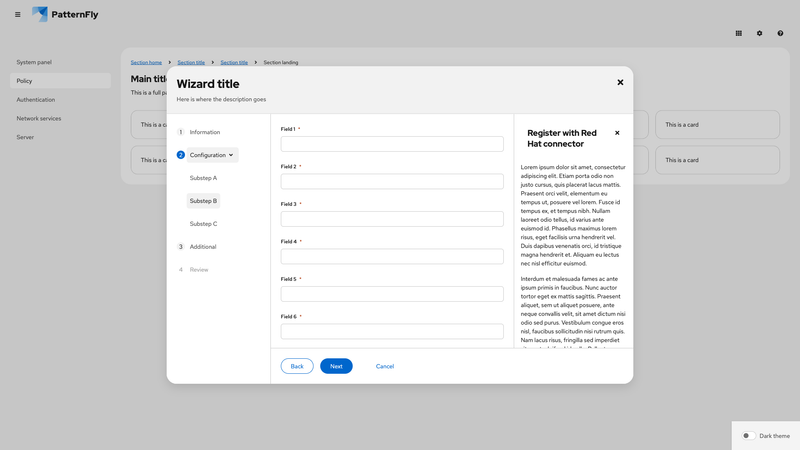 PatternFly
System panel
Policy
Authentication
Network services
Server
Section home
Section title
Section title
Section landing
Main title
This is a full pa
This is a ca
This is a card
This is a ca
This is a card
Wizard title
Here is where the description goes
1 Information
2 Configuration
Substep A
Substep B
Substep C
3 Additional
4 Review
Field 1 *
Field 2 *
Field 3 *
Field 4 *
Field 5 *
Field 6 *
Register with Red
Hat connector
Lorem ipsum dolor sit amet, consectetur
adipiscing elit. Etiam porta odio non
justo cursus, quis placerat lacus mattis.
Praesent orci velit, elementum eu
tempus ut, posuere vel lorem. Fusce id
tempus ex, et tempus nibh. Nullam
laoreet odio tellus, id varius ante
euismod id. Phasellus maximus lorem
risus, eget facilisis urna hendrerit vel.
Duis dapibus venenatis orci, id tristique
magna hendrerit et. Aliquam eu lectus
nec nisl efficitur euismod.
Interdum et malesuada fames ac ante
ipsum primis in faucibus. Nunc auctor
tortor eget ex mattis sagittis. Praesent
aliquet, sem ut aliquet posuere, ante
neque convallis velit, sit amet dictum nisi
odio sed purus. Vestibulum congue eros
nisl, faucibus sollicitudin nisi rutrum quis.
Nam lacus risus, fringilla sed imperdiet
Back
Next
Cancel
Dark theme